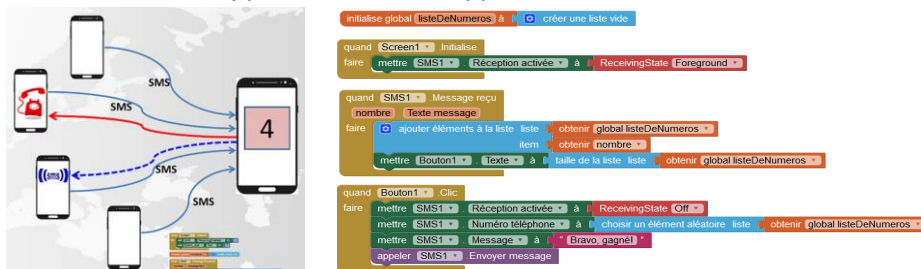 initialise global listeDeNumeros à créer une liste vide
quand Screen1 Initialise
faire mettre SMS1 . Réception activée à ReceivingState Foreground
quand SMS1 .Message reçu
nombre Texte message
faire ajouter éléments à la liste liste obtenir global listeDeNumeros
item obtenir nombre
mettre Bouton1 . Texte à taille de la liste liste obtenir global listeDeNumeros
quand Bouton1 .Clic
faire mettre SMS1 . Réception activée à ReceivingState Off
mettre SMS1 . Numéro téléphone à choisir un élément aléatoire liste obtenir global listeDeNumeros
mettre SMS1 . Message à " Bravo, gagné! "
appeler SMS1 .Envoyer message
SMS
SMS
4
SMS
((sms))
SMS